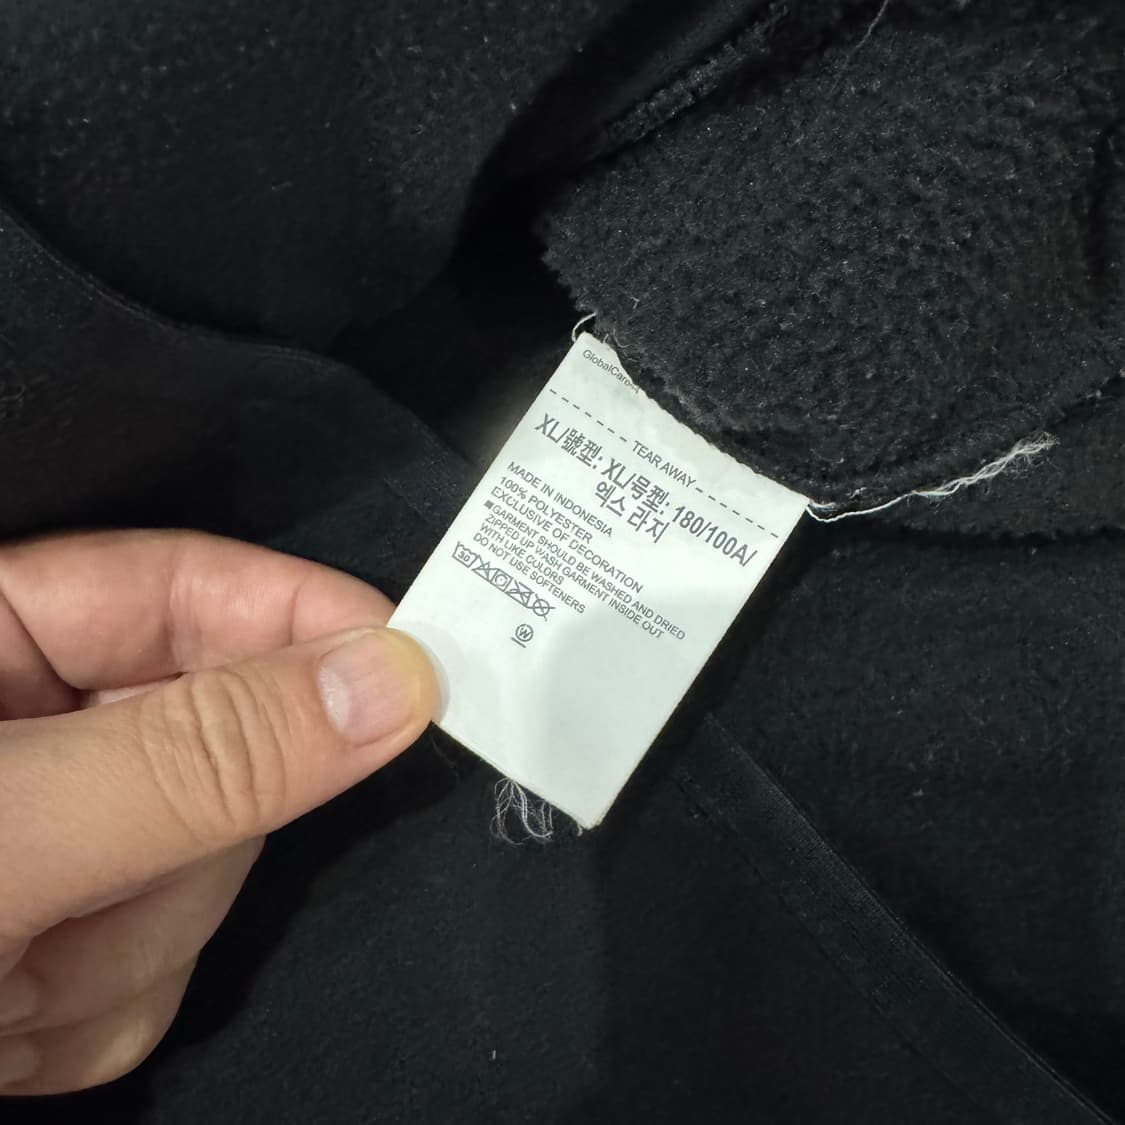 GlobalCare-A
TEAR AWAY
XL/號型: XL/号型: 180/100A/
엑스 라지
MADE IN INDONESIA
100% POLYESTER
EXCLUSIVE OF DECORATION
■GARMENT SHOULD BE WASHED AND DRIED
ZIPPED UP WASH GARMENT INSIDE OUT
WITH LIKE COLORS
DO NOT USE SOFTENERS
30
W